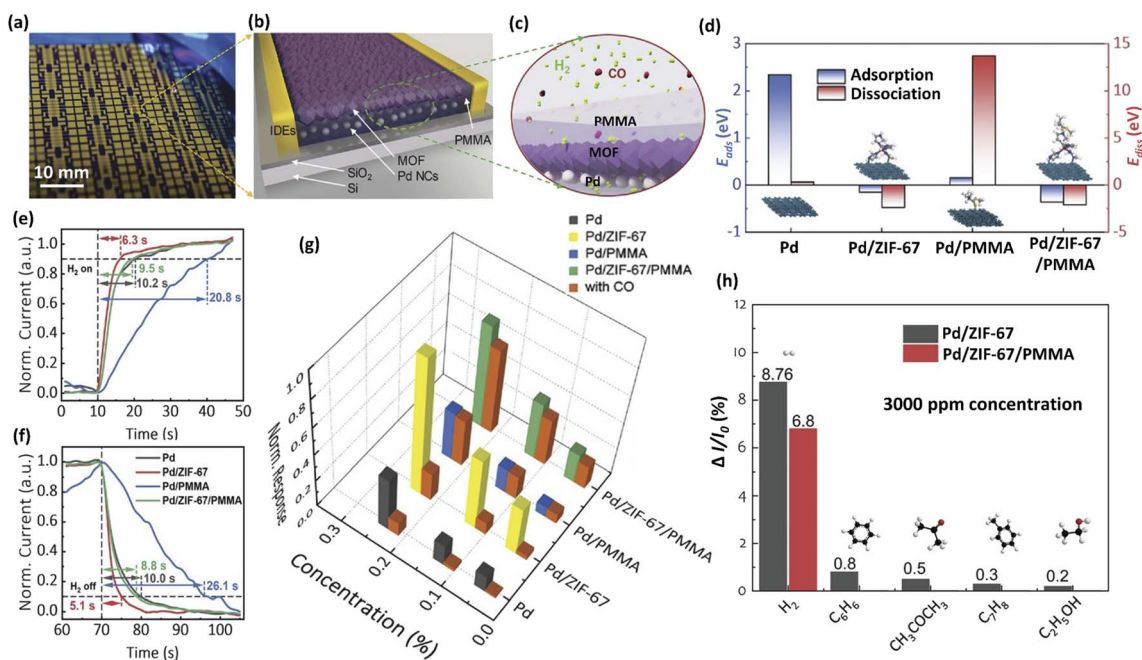 (a)
10 mm
(b)
IDEs
PMMA
MOF
Pd NCs
SiO2
Si
(c)
H2
CO
PMMA
MOF
Pd
(d)
Eads (eV)
3
2
1
0
-1
Adsorption
Dissociation
15
10
5
0
-5
Ediss (eV)
Pd
Pd/ZIF-67
Pd/PMMA
Pd/ZIF-67
/PMMA
(e)
Norm. Current (a.u.)
1.0
0.8
0.6
0.4
0.2
0.0
H2 on
6.3 s
9.5 s
10.2 s
20.8 s
0
10
20
30
40
50
Time (s)
(f)
Norm. Current (a.u.)
1.0
0.8
0.6
0.4
0.2
0.0
Pd
Pd/ZIF-67
Pd/PMMA
Pd/ZIF-67/PMMA
H2 off
8.8 s
10.0 s
26.1 s
5.1 s
60
70
80
90
100
Time (s)
(g)
Pd
Pd/ZIF-67
Pd/PMMA
Pd/ZIF-67/PMMA
with CO
Norm. Response
1.0
0.8
0.6
0.4
0.2
0.0
0.3
0.2
0.1
0.0
Concentration (%)
Pd
Pd/ZIF-67
Pd/PMMA
Pd/ZIF-67/PMMA
(h)
Δ I/I0 (%)
12
10
8
6
4
2
0
Pd/ZIF-67
Pd/ZIF-67/PMMA
3000 ppm concentration
8.76
6.8
0.8
0.5
0.3
0.2
H2
C6H6
CH3COCH3
C7H8
C2H5OH